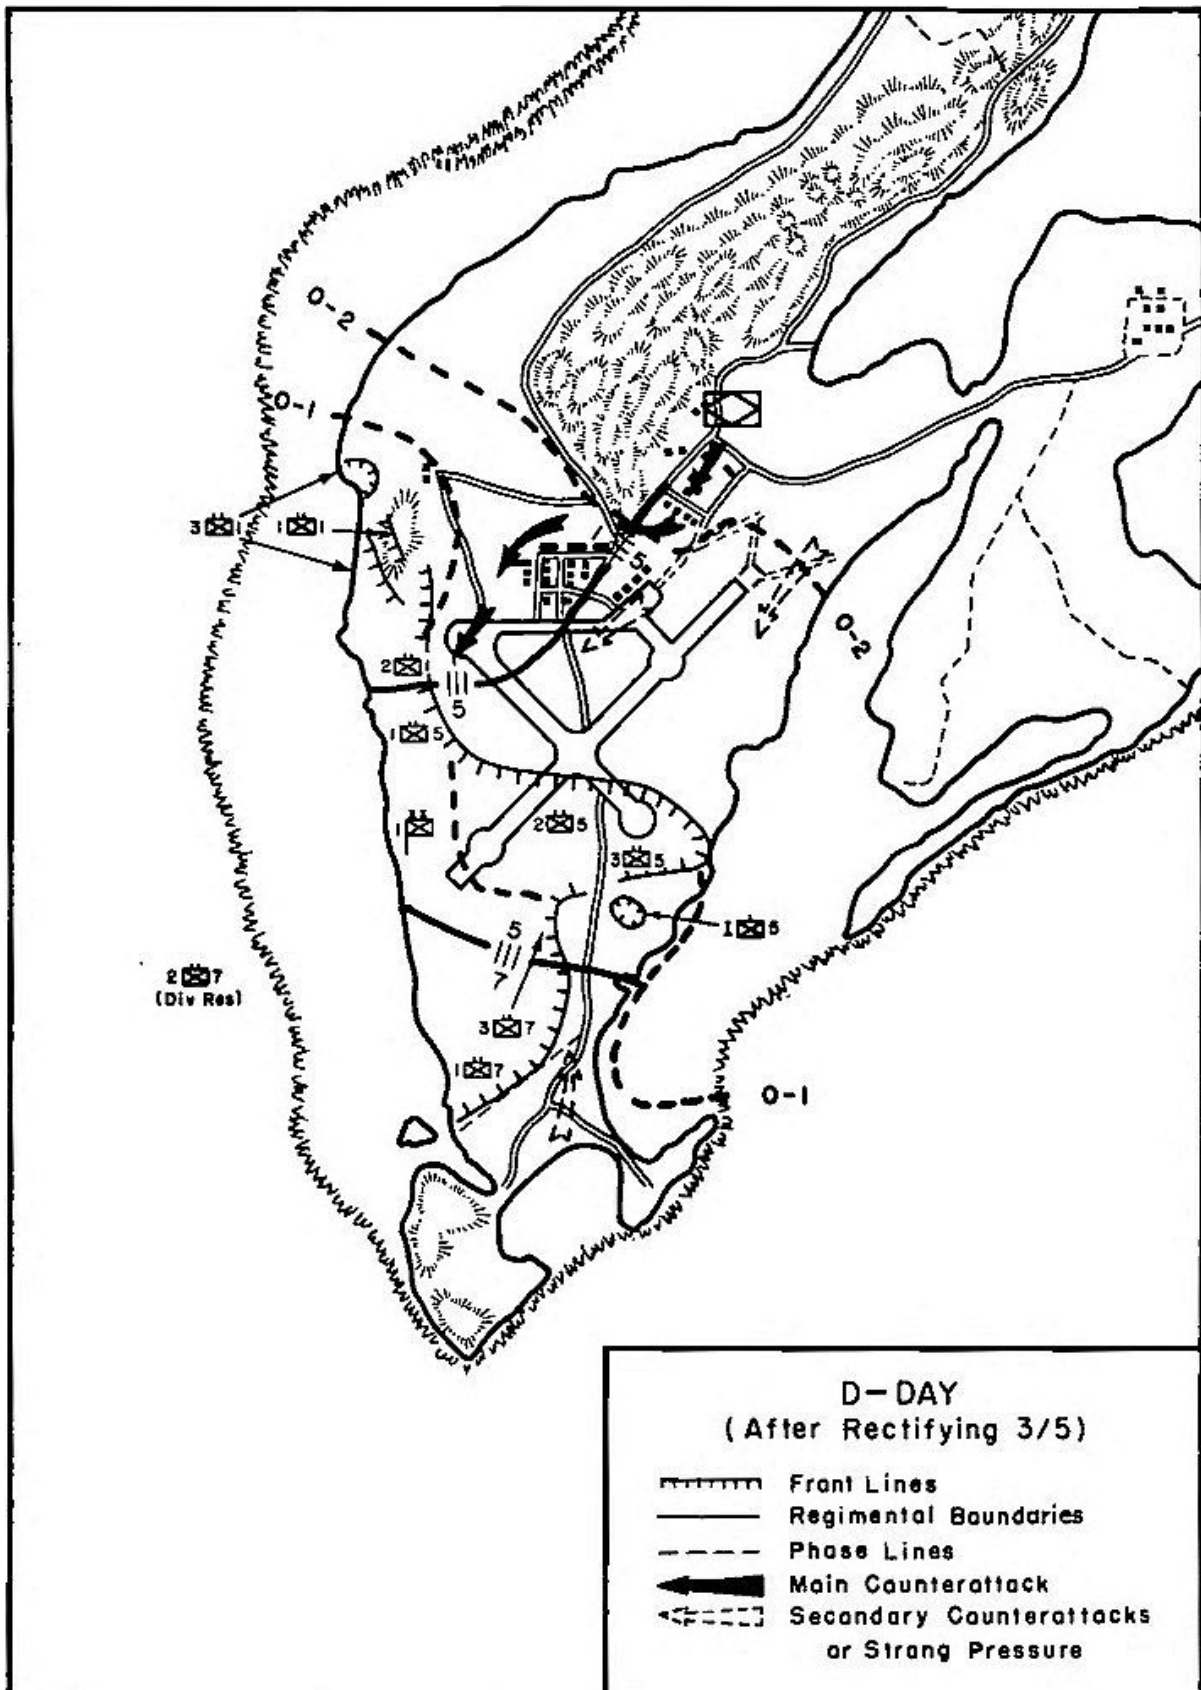 O-2
O-1
3 1
1 1
5
O-2
2 1
5
1 5
1
2 5
3 5
I 5
5
7
2 7
(Div Res)
3 7
1 7
O-1
D-DAY
(After Rectifying 3/5)
Front Lines
Regimental Boundaries
Phase Lines
Main Counterattack
Secondary Counterattacks
or Strong Pressure